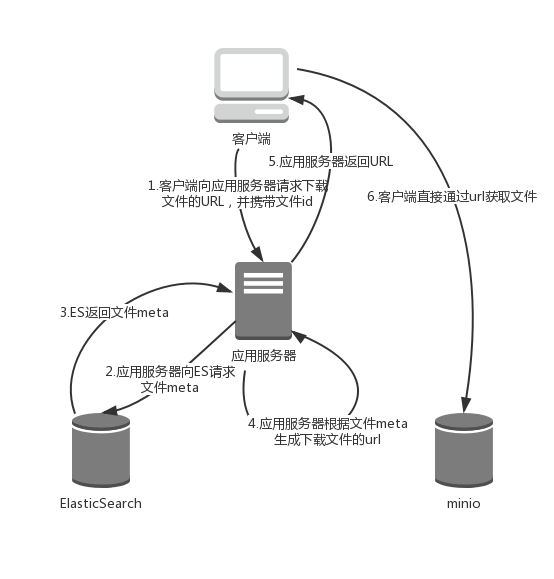 客户端
5.应用服务器返回URL
1.客户端向应用服务器请求下载
文件的URL，并携带文件id
6.客户端直接通过url获取文件
3.ES返回文件meta
应用服务器
2.应用服务器向ES请求
文件meta
4.应用服务器根据文件meta
生成下载文件的url
ElasticSearch
minio